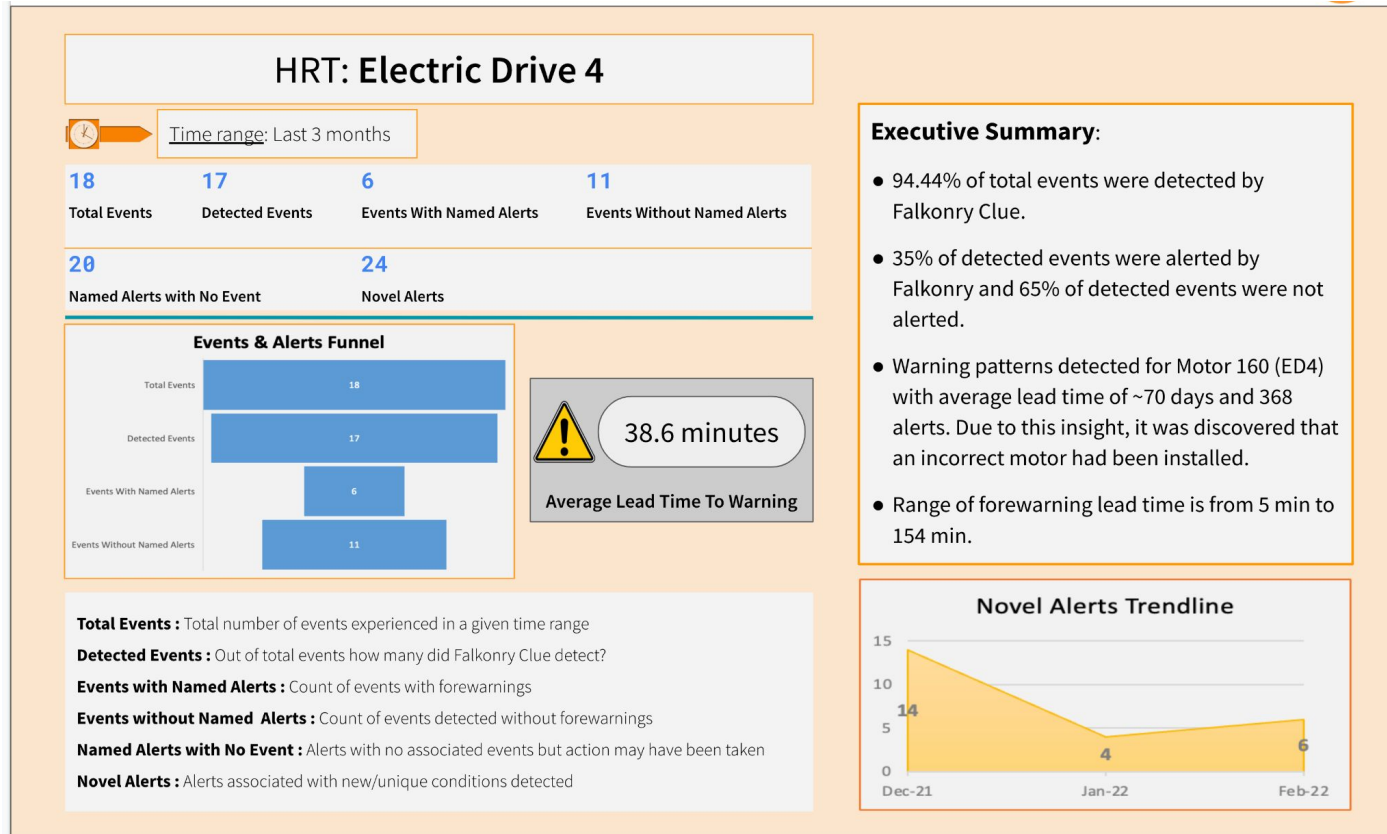 HRT: Electric Drive 4
Time range: Last 3 months
18
17
6
11
Total Events
Detected Events
Events With Named Alerts
Events Without Named Alerts
20
24
Named Alerts with No Event
Novel Alerts
Events & Alerts Funnel
Total Events
18
Detected Events
17
Events With Named Alerts
6
Events Without Named Alerts
11
38.6 minutes
Average Lead Time To Warning
Total Events : Total number of events experienced in a given time range
Detected Events : Out of total events how many did Falkonry Clue detect?
Events with Named Alerts : Count of events with forewarnings
Events without Named Alerts : Count of events detected without forewarnings
Named Alerts with No Event : Alerts with no associated events but action may have been taken
Novel Alerts : Alerts associated with new/unique conditions detected
Executive Summary:
● 94.44% of total events were detected by
Falkonry Clue.
● 35% of detected events were alerted by
Falkonry and 65% of detected events were not
alerted.
● Warning patterns detected for Motor 160 (ED4)
with average lead time of ~70 days and 368
alerts. Due to this insight, it was discovered that
an incorrect motor had been installed.
● Range of forewarning lead time is from 5 min to
154 min.
Novel Alerts Trendline
15
10
5
0
14
4
6
Dec-21
Jan-22
Feb-22